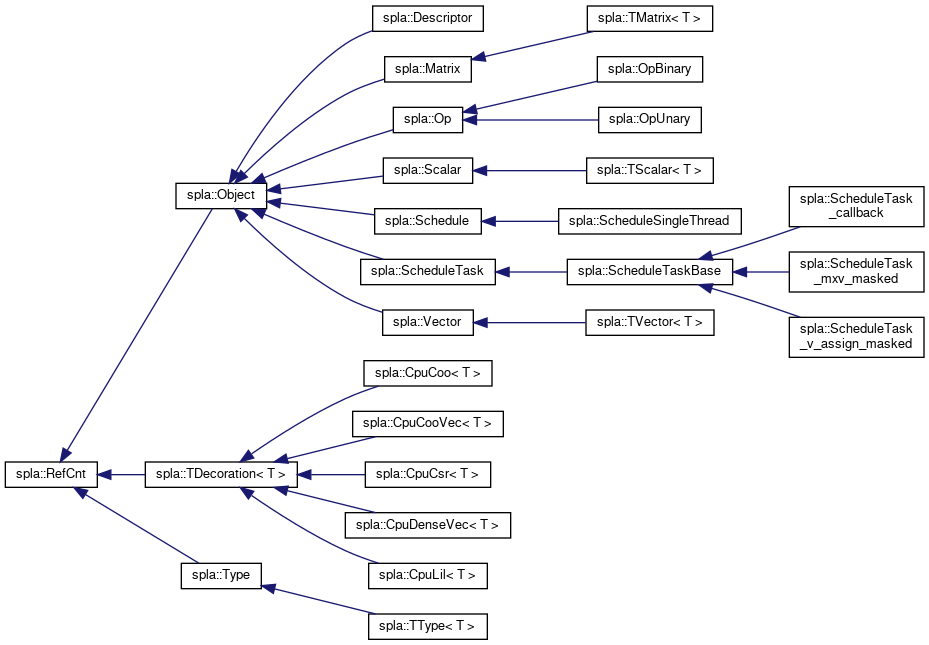 spla::Descriptor
spla::TMatrix< T >
spla::Matrix
spla::OpBinary
spla::Op
spla::OpUnary
spla::Scalar
spla::TScalar< T >
spla::Object
spla::ScheduleTask
_callback
spla::Schedule
spla::ScheduleSingleThread
spla::ScheduleTask
spla::ScheduleTaskBase
spla::ScheduleTask
_mxv_masked
spla::Vector
spla::TVector< T >
spla::ScheduleTask
_v_assign_masked
spla::CpuCoo< T >
spla::CpuCooVec< T >
spla::RefCnt
spla::TDecoration< T >
spla::CpuCsr< T >
spla::CpuDenseVec< T >
spla::Type
spla::CpuLil< T >
spla::TType< T >